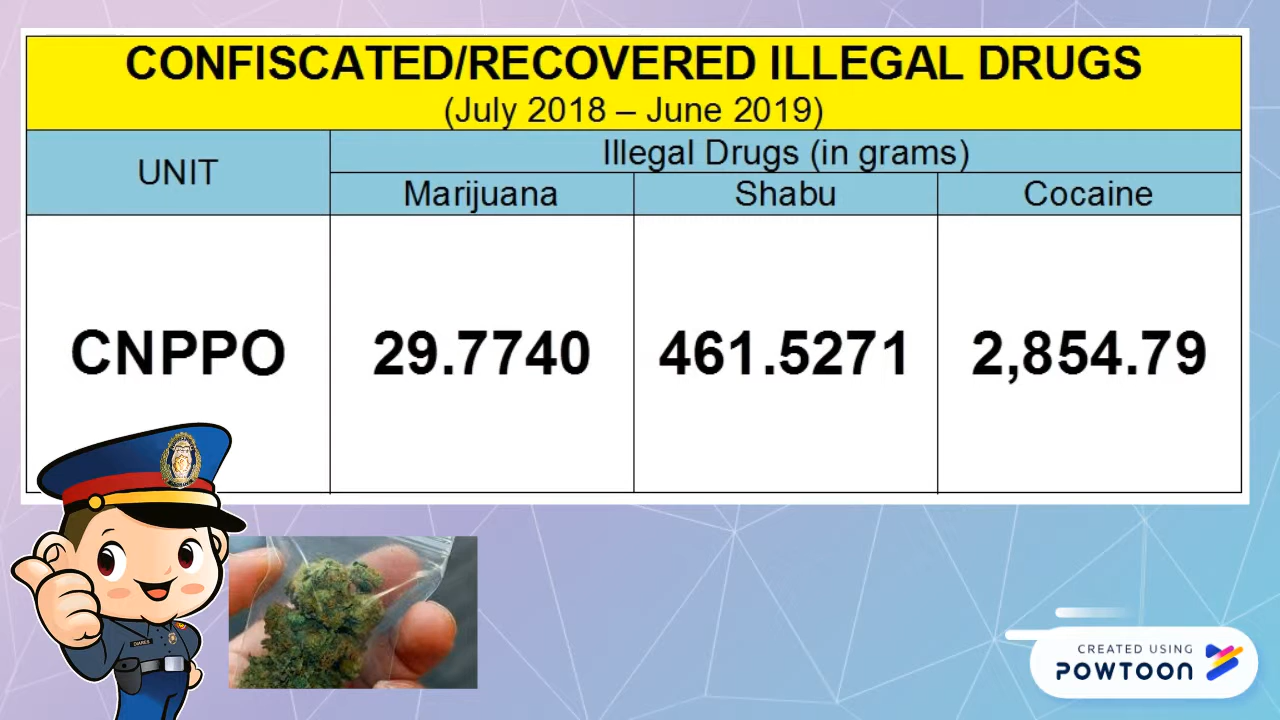 CONFISCATED/RECOVERED ILLEGAL DRUGS
(July 2018 – June 2019)
UNIT
Illegal Drugs (in grams)
Marijuana Shabu Cocaine
CNPPO 29.7740 461.5271 2,854.79
CREATED USING
POWTOON